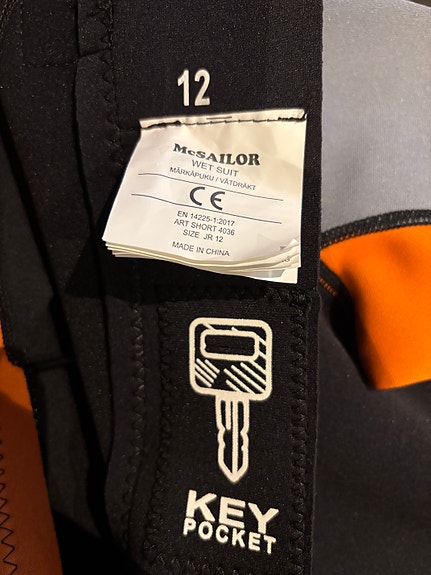 12
McSAILOR
WET SUIT
MÄRKÄPUKU / VÅTDRÄKT
CE
EN 14225-1:2017
ART SHORT 4036
SIZE JR 12
MADE IN CHINA
KEY
POCKET